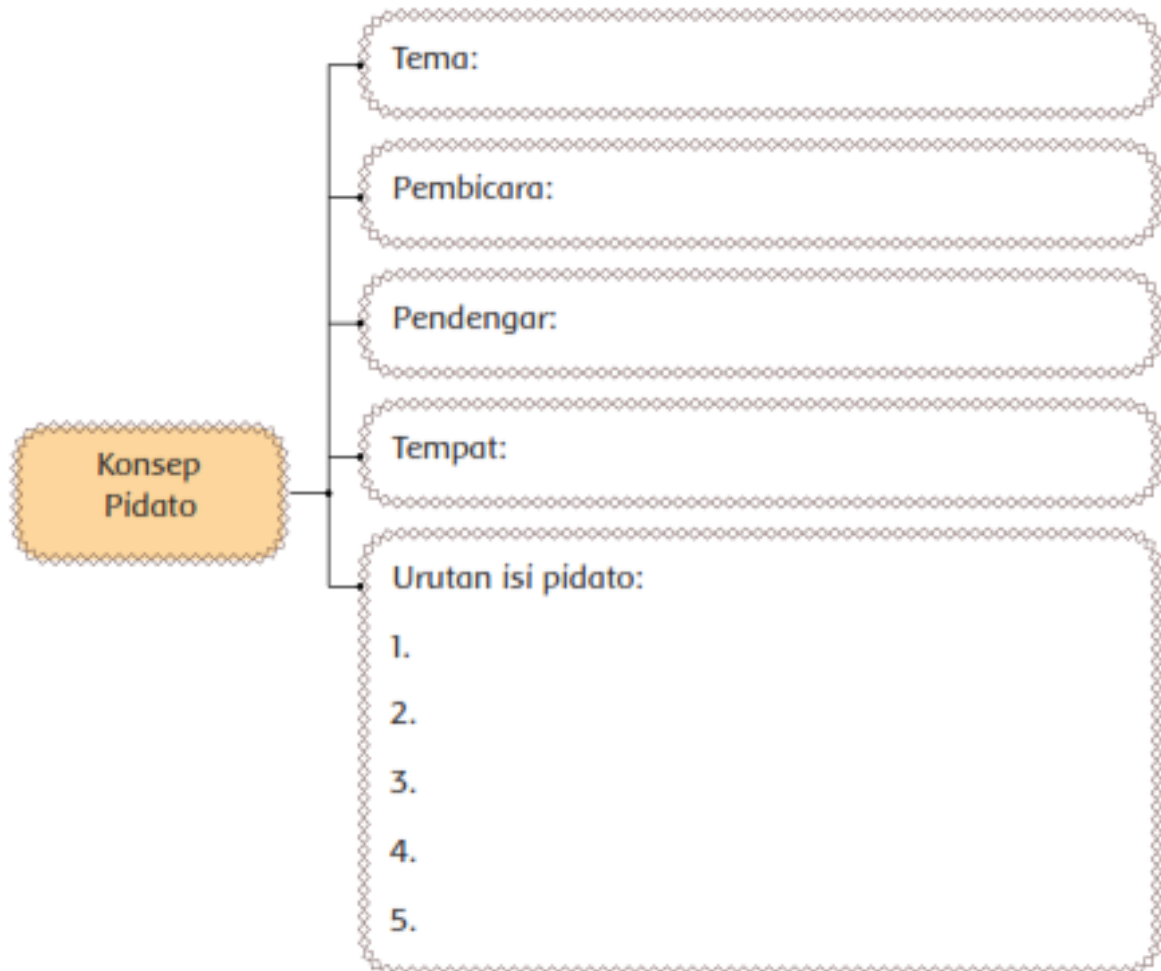 Tema:
Pembicara:
Pendengar:
Tempat:
Konsep
Pidato
Urutan isi pidato:
1.
2.
3.
4.
5.